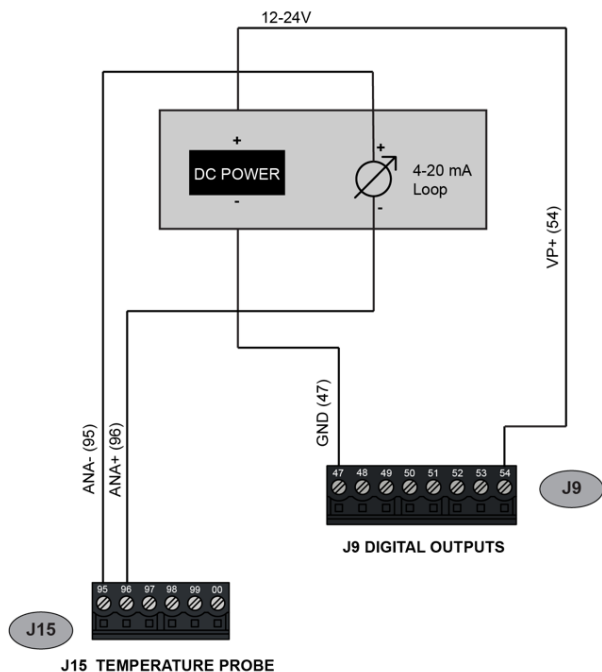 12-24V
+
+
DC POWER
4-20 mA
Loop
-
-
VP+ (54)
ANA- (95)
ANA+ (96)
GND (47)
47 48 49 50 51 52 53 54
J9
J9 DIGITAL OUTPUTS
95 96 97 98 99 00
J15
J15 TEMPERATURE PROBE